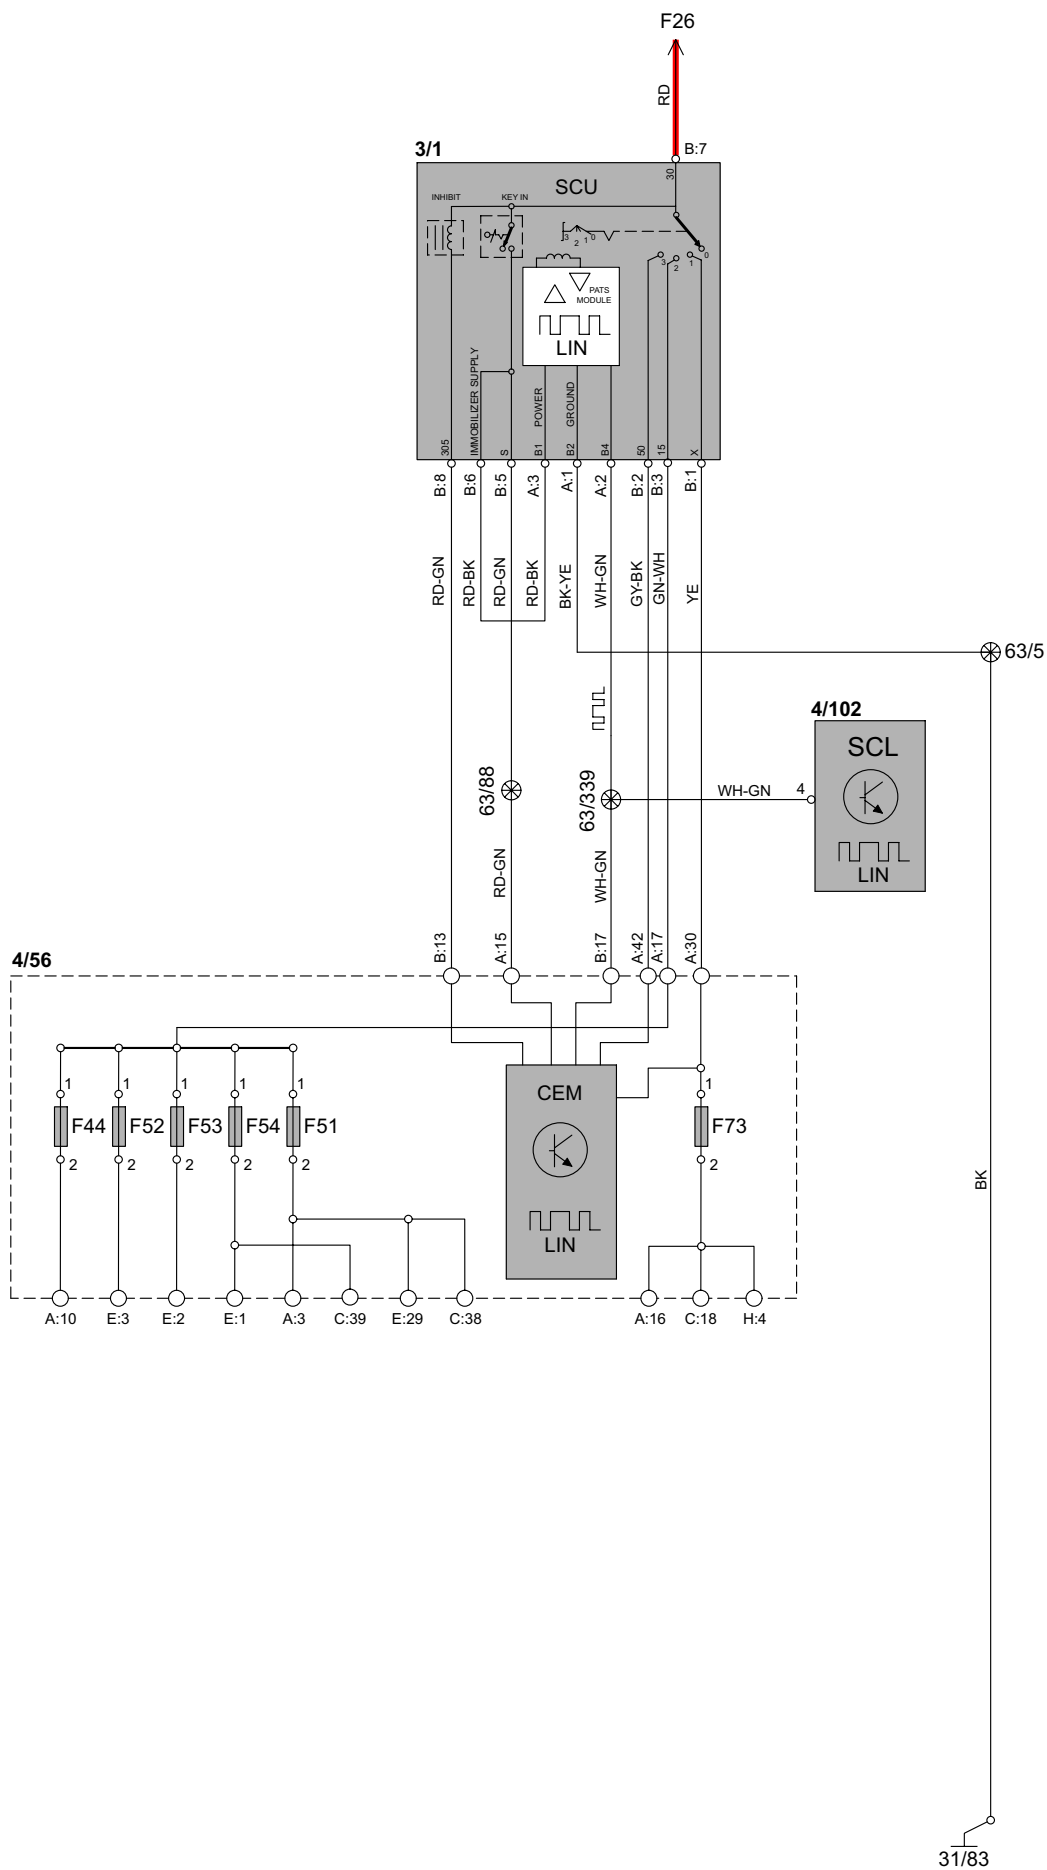 F26
RD
B:7
3/1
SCU
30
INHIBIT
KEY IN
3 2 1 0
3 2 1 0
PATS
MODULE
LIN
305
IMMOBILIZER SUPPLY
S
B1 POWER
B2 GROUND
B4
50
15
X
B:8
B:6
B:5
A:3
A:1
A:2
B:2
B:3
B:1
RD-GN
RD-BK
RD-GN
RD-BK
BK-YE
WH-GN
GY-BK
GN-WH
YE
63/5
4/102
SCL
LIN
63/88
63/339
WH-GN
4
RD-GN
WH-GN
4/56
B:13
A:15
B:17
A:42
A:17
A:30
1 1 1 1 1
F44 F52 F53 F54 F51
2 2 2 2 2
CEM
LIN
1
F73
2
BK
A:10 E:3 E:2 E:1 A:3 C:39 E:29 C:38 A:16 C:18 H:4
31/83